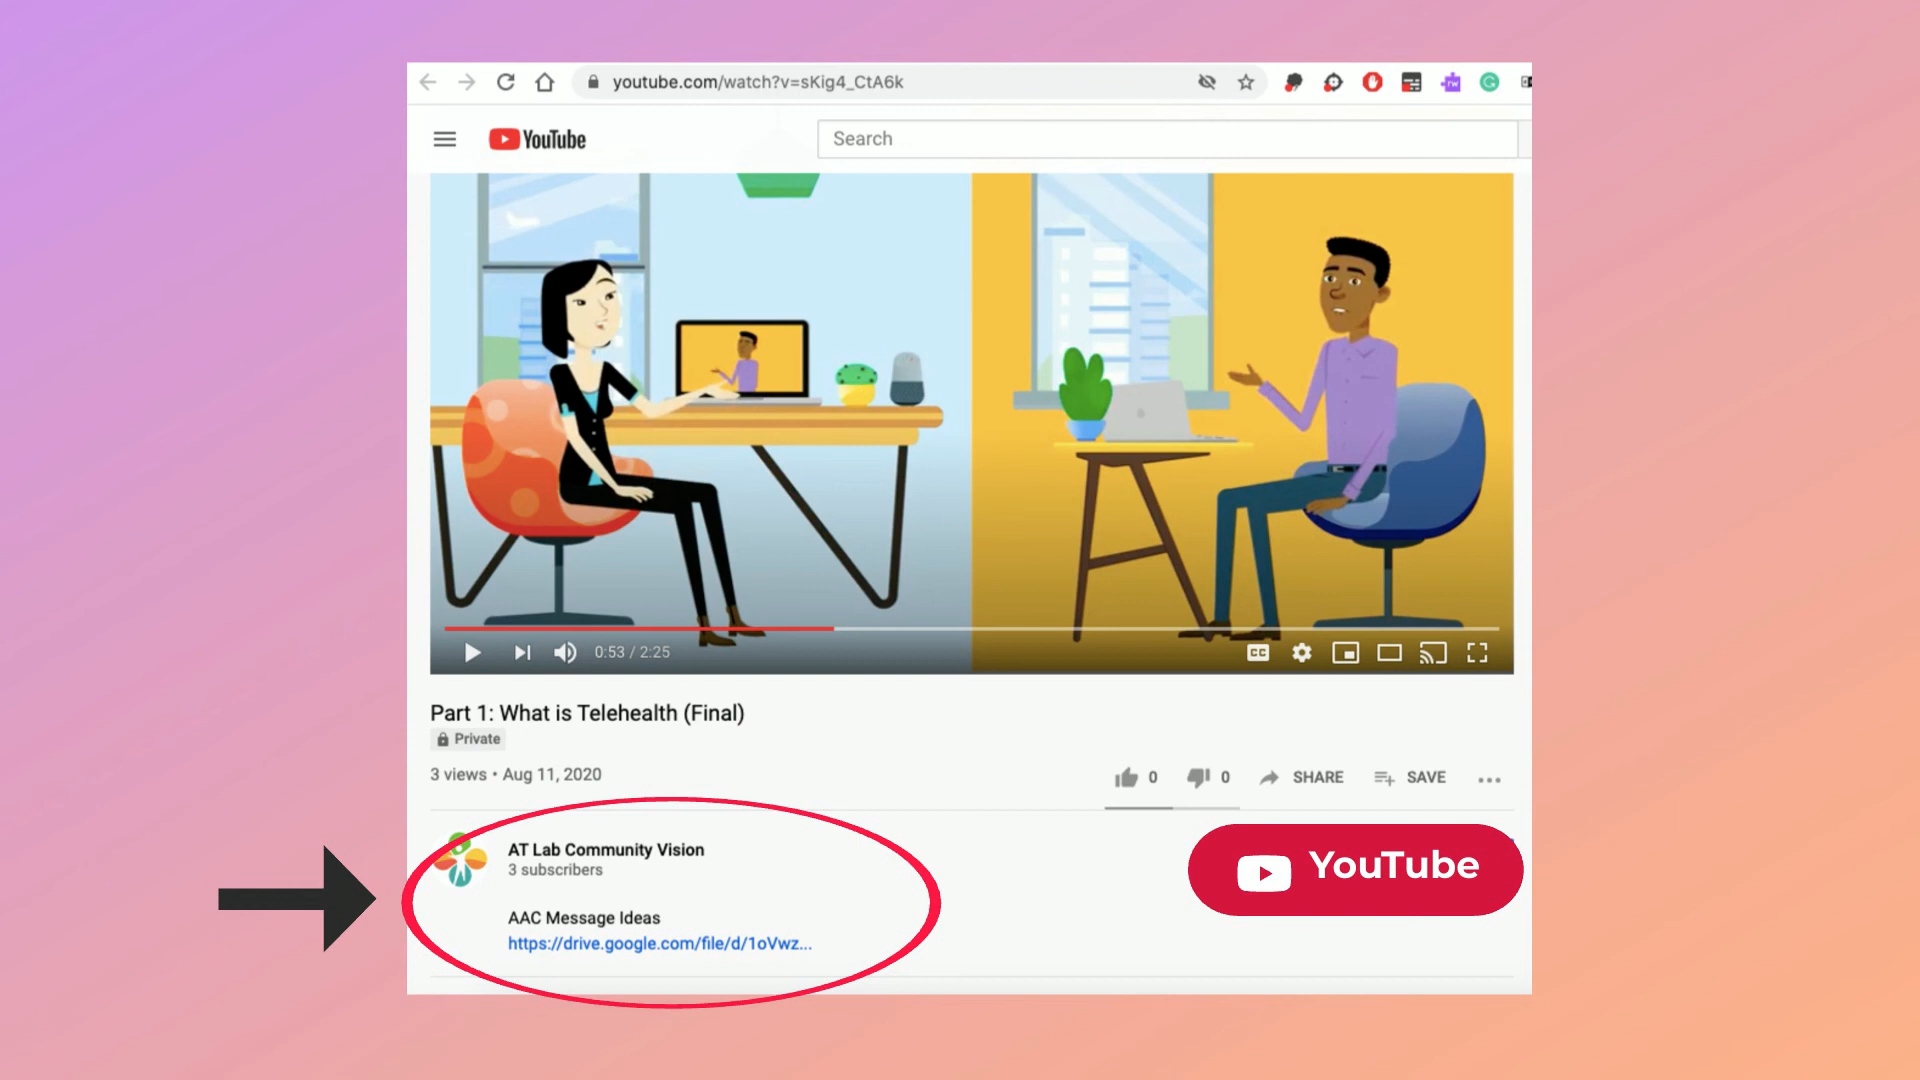 youtube.com/watch?v=sKig4_CtA6k
YouTube
Search
CC
0:53 / 2:25
Part 1: What is Telehealth (Final)
Private
3 views • Aug 11, 2020
0 0 SHARE SAVE
AT Lab Community Vision
3 subscribers
YouTube
AAC Message Ideas
https://drive.google.com/file/d/1oVwz...